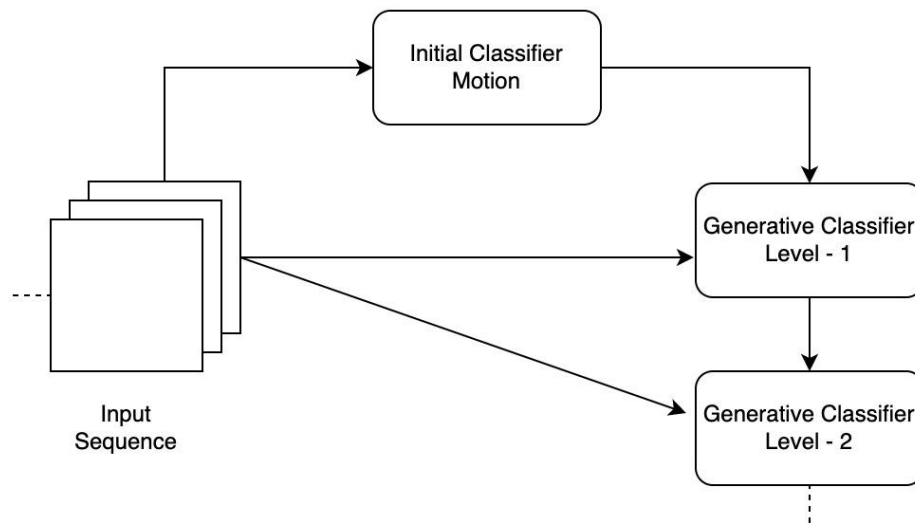 Initial Classifier
Motion
Generative Classifier
Level - 1
Generative Classifier
Level - 2
Input
Sequence